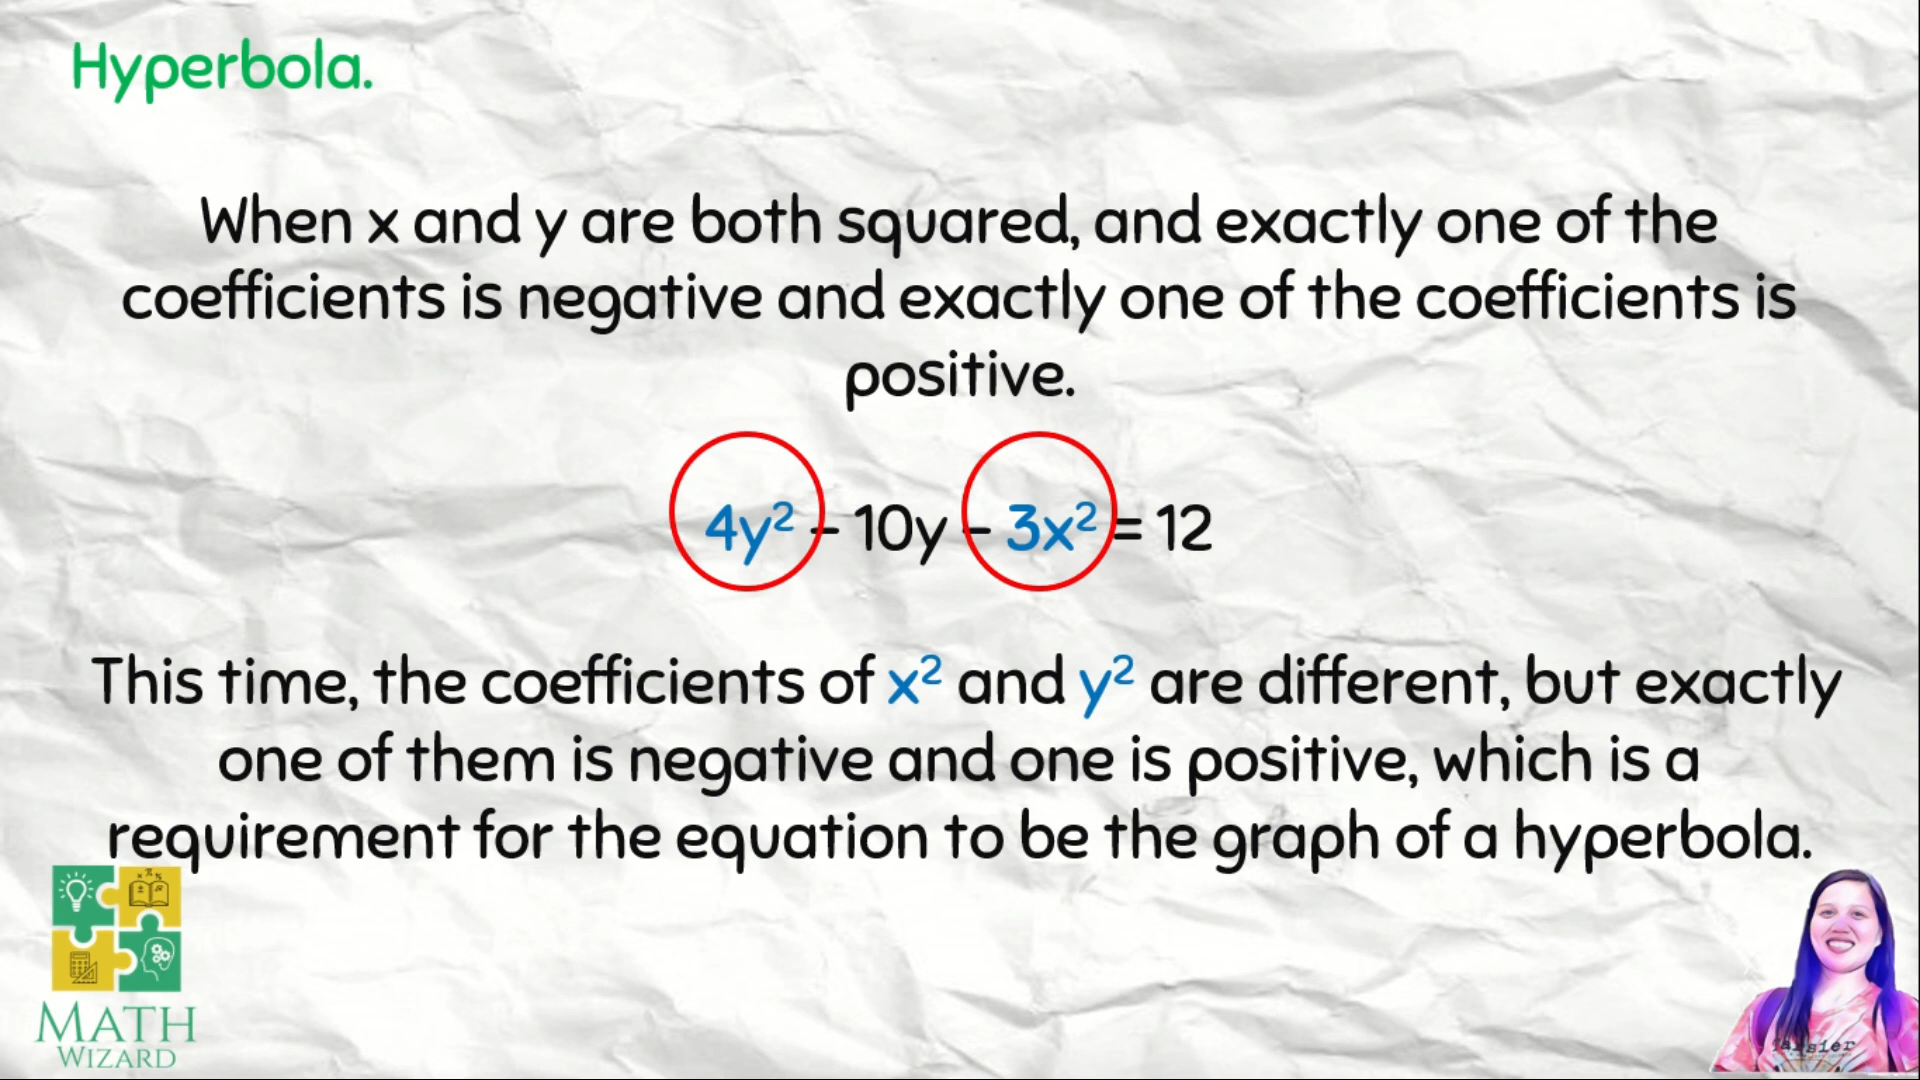 Hyperbola.
When x and y are both squared, and exactly one of the
coefficients is negative and exactly one of the coefficients is
positive.
4y² – 10y – 3x² = 12
This time, the coefficients of x² and y² are different, but exactly
one of them is negative and one is positive, which is a
requirement for the equation to be the graph of a hyperbola.
MATH
WIZARD